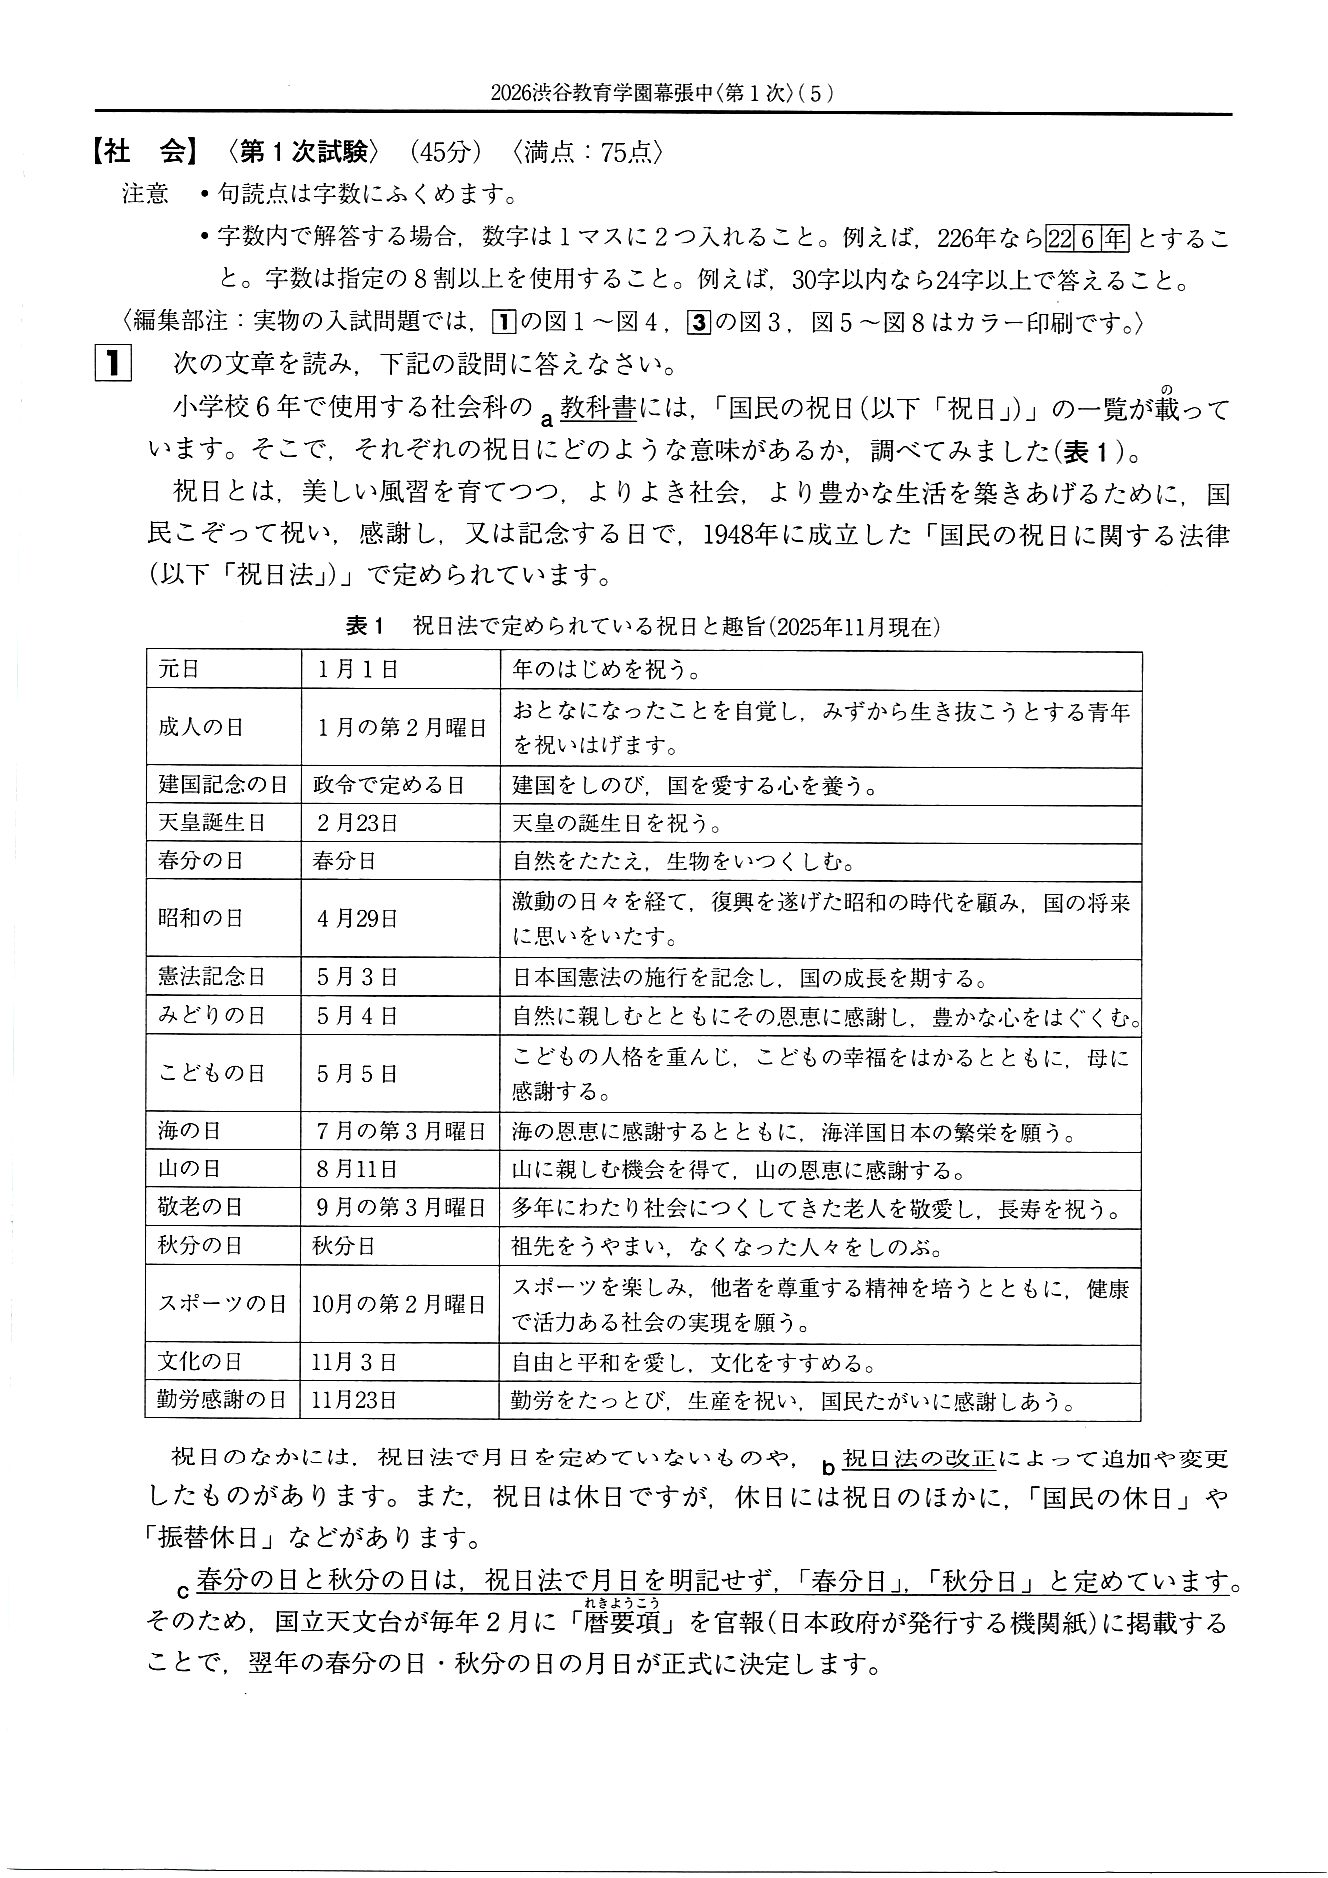 2026渋谷教育学園幕張中〈第1次〉(5)
【社　会】〈第1次試験〉(45分)〈満点：75点〉
注意　・句読点は字数にふくめます。
・字数内で解答する場合，数字は1マスに2つ入れること。例えば，226年なら22 6 年とするこ
と。字数は指定の8割以上を使用すること。例えば，30字以内なら24字以上で答えること。
〈編集部注：実物の入試問題では，1の図1～図4，3の図3，図5～図8はカラー印刷です。〉
1　次の文章を読み，下記の設問に答えなさい。
小学校6年で使用する社会科の a 教科書には，「国民の祝日(以下「祝日」)」の一覧が載って
の
います。そこで，それぞれの祝日にどのような意味があるか，調べてみました(表1)。
祝日とは，美しい風習を育てつつ，よりよき社会，より豊かな生活を築きあげるために，国
民こぞって祝い，感謝し，又は記念する日で，1948年に成立した「国民の祝日に関する法律
(以下「祝日法」)」で定められています。
表1　祝日法で定められている祝日と趣旨(2025年11月現在)
元日　1月1日　年のはじめを祝う。
成人の日　1月の第2月曜日　おとなになったことを自覚し，みずから生き抜こうとする青年
を祝いはげます。
建国記念の日　政令で定める日　建国をしのび，国を愛する心を養う。
天皇誕生日　2月23日　天皇の誕生日を祝う。
春分の日　春分日　自然をたたえ，生物をいつくしむ。
昭和の日　4月29日　激動の日々を経て，復興を遂げた昭和の時代を顧み，国の将来
に思いをいたす。
憲法記念日　5月3日　日本国憲法の施行を記念し，国の成長を期する。
みどりの日　5月4日　自然に親しむとともにその恩恵に感謝し，豊かな心をはぐくむ。
こどもの日　5月5日　こどもの人格を重んじ，こどもの幸福をはかるとともに，母に
感謝する。
海の日　7月の第3月曜日　海の恩恵に感謝するとともに，海洋国日本の繁栄を願う。
山の日　8月11日　山に親しむ機会を得て，山の恩恵に感謝する。
敬老の日　9月の第3月曜日　多年にわたり社会につくしてきた老人を敬愛し，長寿を祝う。
秋分の日　秋分日　祖先をうやまい，なくなった人々をしのぶ。
スポーツの日　10月の第2月曜日　スポーツを楽しみ，他者を尊重する精神を培うとともに，健康
で活力ある社会の実現を願う。
文化の日　11月3日　自由と平和を愛し，文化をすすめる。
勤労感謝の日　11月23日　勤労をたっとび，生産を祝い，国民たがいに感謝しあう。
祝日のなかには，祝日法で月日を定めていないものや，b 祝日法の改正によって追加や変更
したものがあります。また，祝日は休日ですが，休日には祝日のほかに，「国民の休日」や
「振替休日」などがあります。
c 春分の日と秋分の日は，祝日法で月日を明記せず，「春分日」，「秋分日」と定めています。
れきようこう
そのため，国立天文台が毎年2月に「暦要項」を官報(日本政府が発行する機関紙)に掲載する
ことで，翌年の春分の日・秋分の日の月日が正式に決定します。